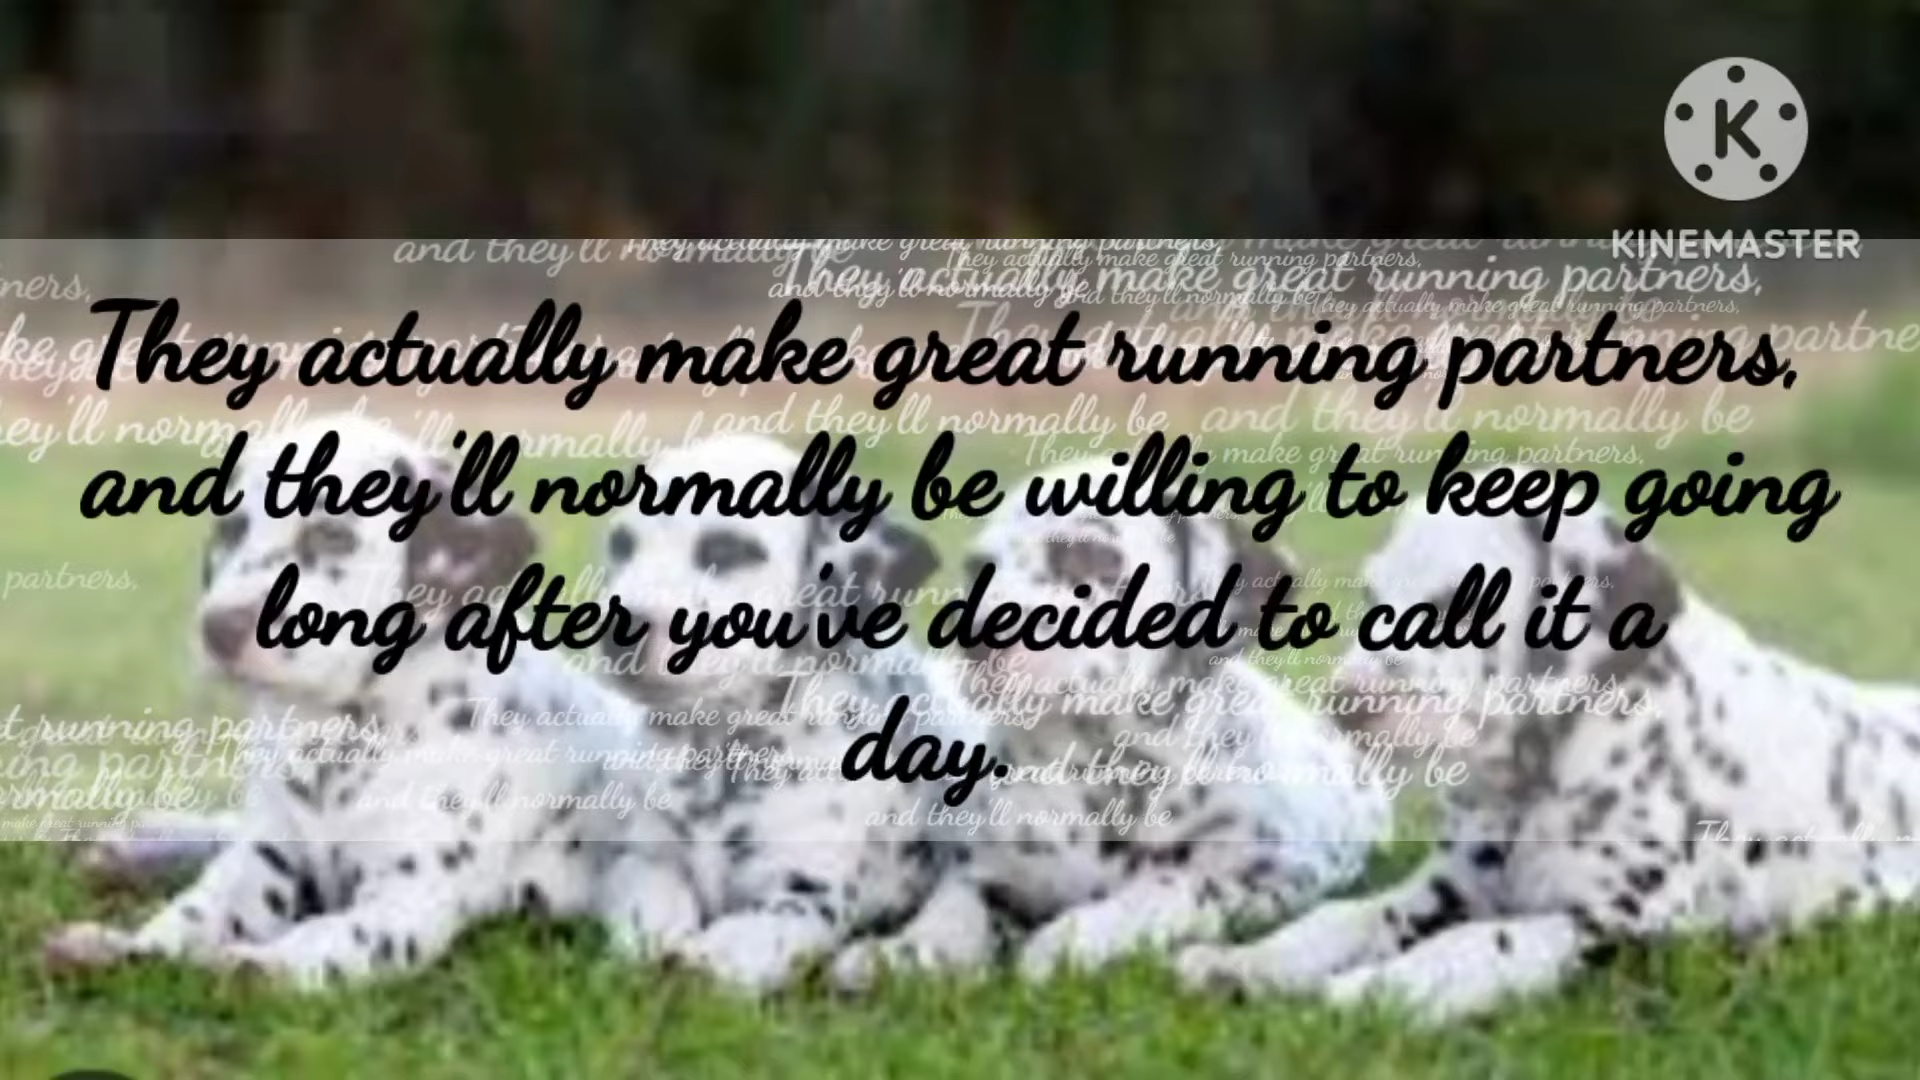 KINEMASTER
They actually make great running partners,
and they'll normally be willing to keep going
long after you've decided to call it a
day.